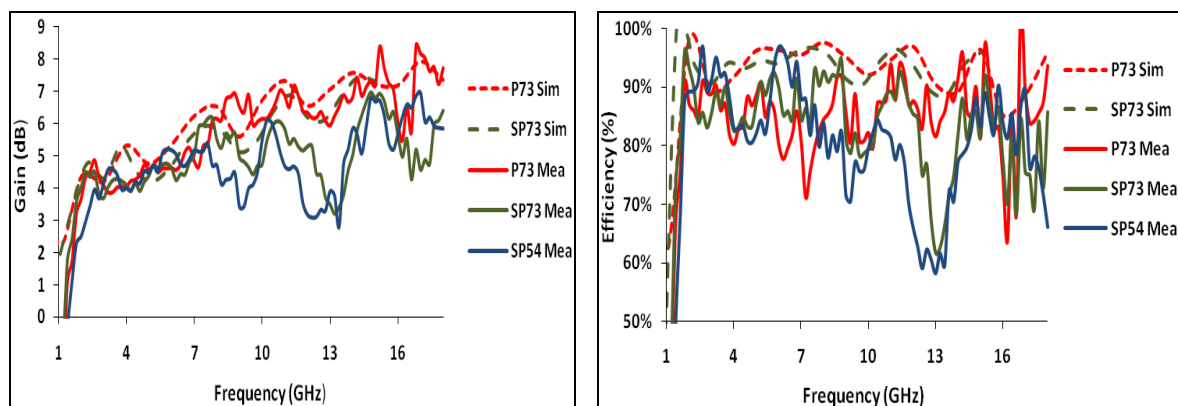 9
8
7
6
5
4
3
2
1
0
Gain (dB)
1 4 7 10 13 16
Frequency (GHz)
P73 Sim
SP73 Sim
P73 Mea
SP73 Mea
SP54 Mea
100%
90%
80%
70%
60%
50%
Efficiency (%)
1 4 7 10 13 16
Frequency (GHz)
P73 Sim
SP73 Sim
P73 Mea
SP73 Mea
SP54 Mea